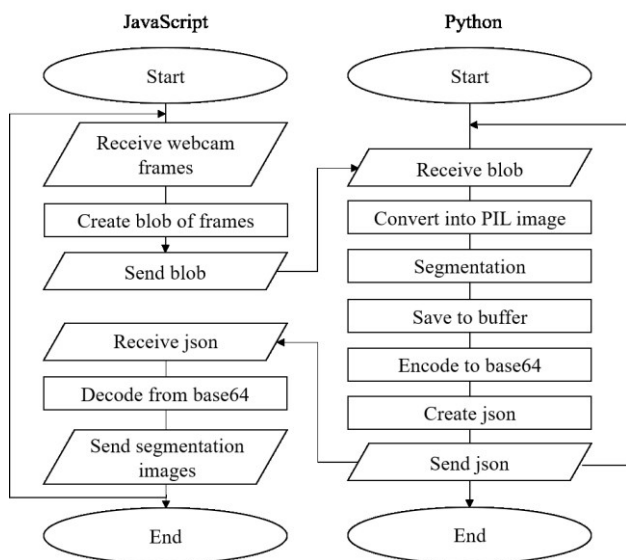 JavaScript
Start
Receive webcam
frames
Create blob of frames
Send blob
Receive json
Decode from base64
Send segmentation
images
End
Python
Start
Receive blob
Convert into PIL image
Segmentation
Save to buffer
Encode to base64
Create json
Send json
End